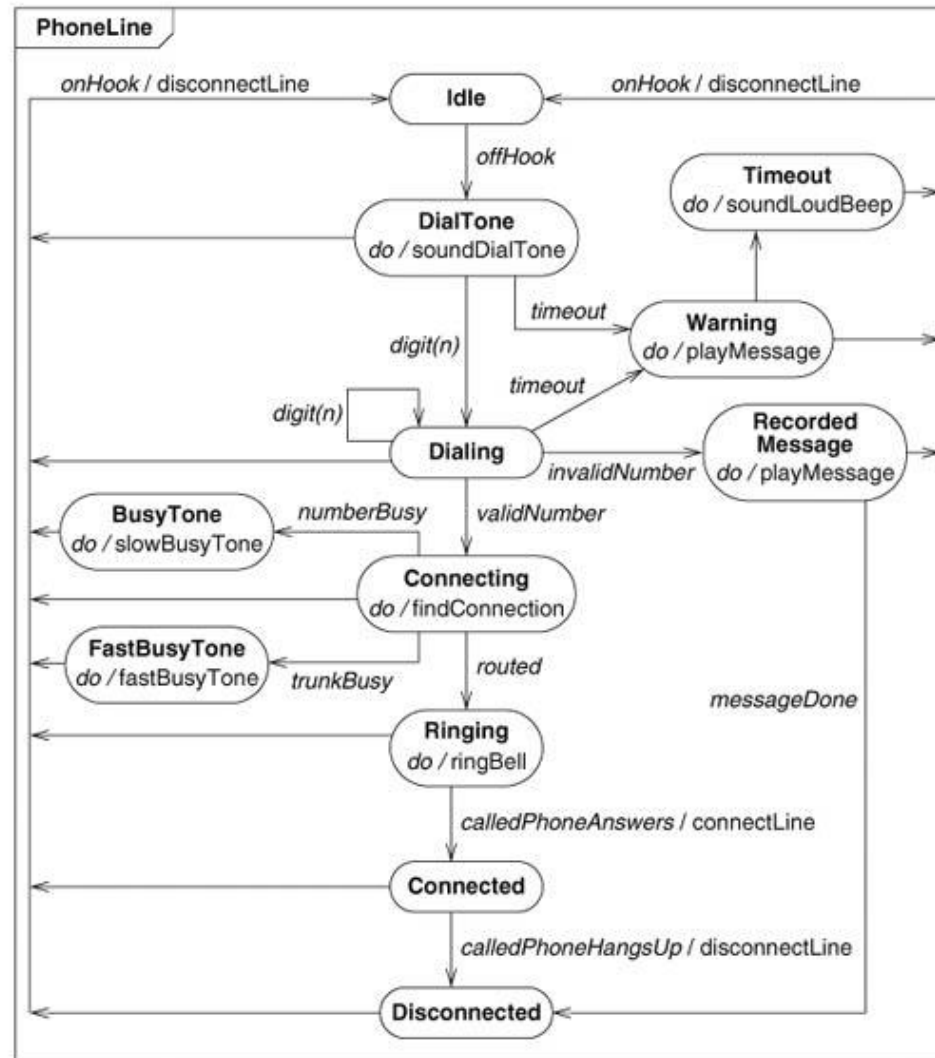 PhoneLine
onHook / disconnectLine
onHook / disconnectLine
Idle
offHook
Timeout
do / soundLoudBeep
DialTone
do / soundDialTone
timeout
Warning
do / playMessage
digit(n)
timeout
digit(n)
Recorded
Message
do / playMessage
Dialing
invalidNumber
BusyTone
do / slowBusyTone
numberBusy
validNumber
Connecting
do / findConnection
FastBusyTone
do / fastBusyTone
trunkBusy
routed
messageDone
Ringing
do / ringBell
calledPhoneAnswers / connectLine
Connected
calledPhoneHangsUp / disconnectLine
Disconnected